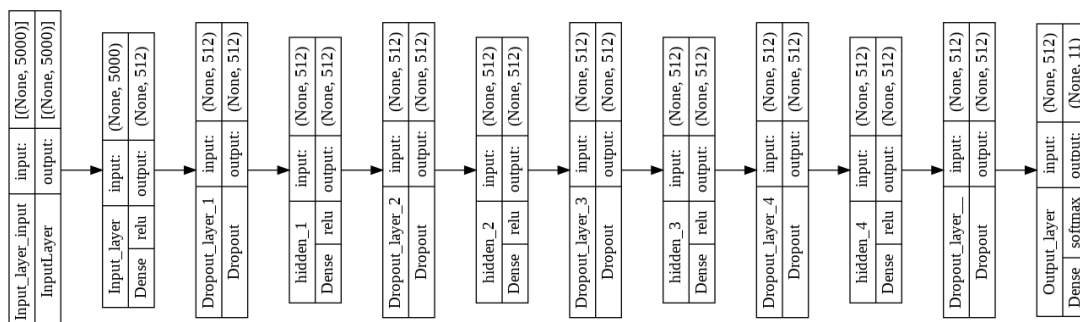 Input_layer_input input: [(None, 5000)]
InputLayer output: [(None, 5000)]
Input_layer input: (None, 5000)
Dense relu output: (None, 512)
Dropout_layer_1 input: (None, 512)
Dropout output: (None, 512)
hidden_1 input: (None, 512)
Dense relu output: (None, 512)
Dropout_layer_2 input: (None, 512)
Dropout output: (None, 512)
hidden_2 input: (None, 512)
Dense relu output: (None, 512)
Dropout_layer_3 input: (None, 512)
Dropout output: (None, 512)
hidden_3 input: (None, 512)
Dense relu output: (None, 512)
Dropout_layer_4 input: (None, 512)
Dropout output: (None, 512)
hidden_4 input: (None, 512)
Dense relu output: (None, 512)
Dropout_layer__ input: (None, 512)
Dropout output: (None, 512)
Output_layer input: (None, 512)
Dense softmax output: (None, 11)